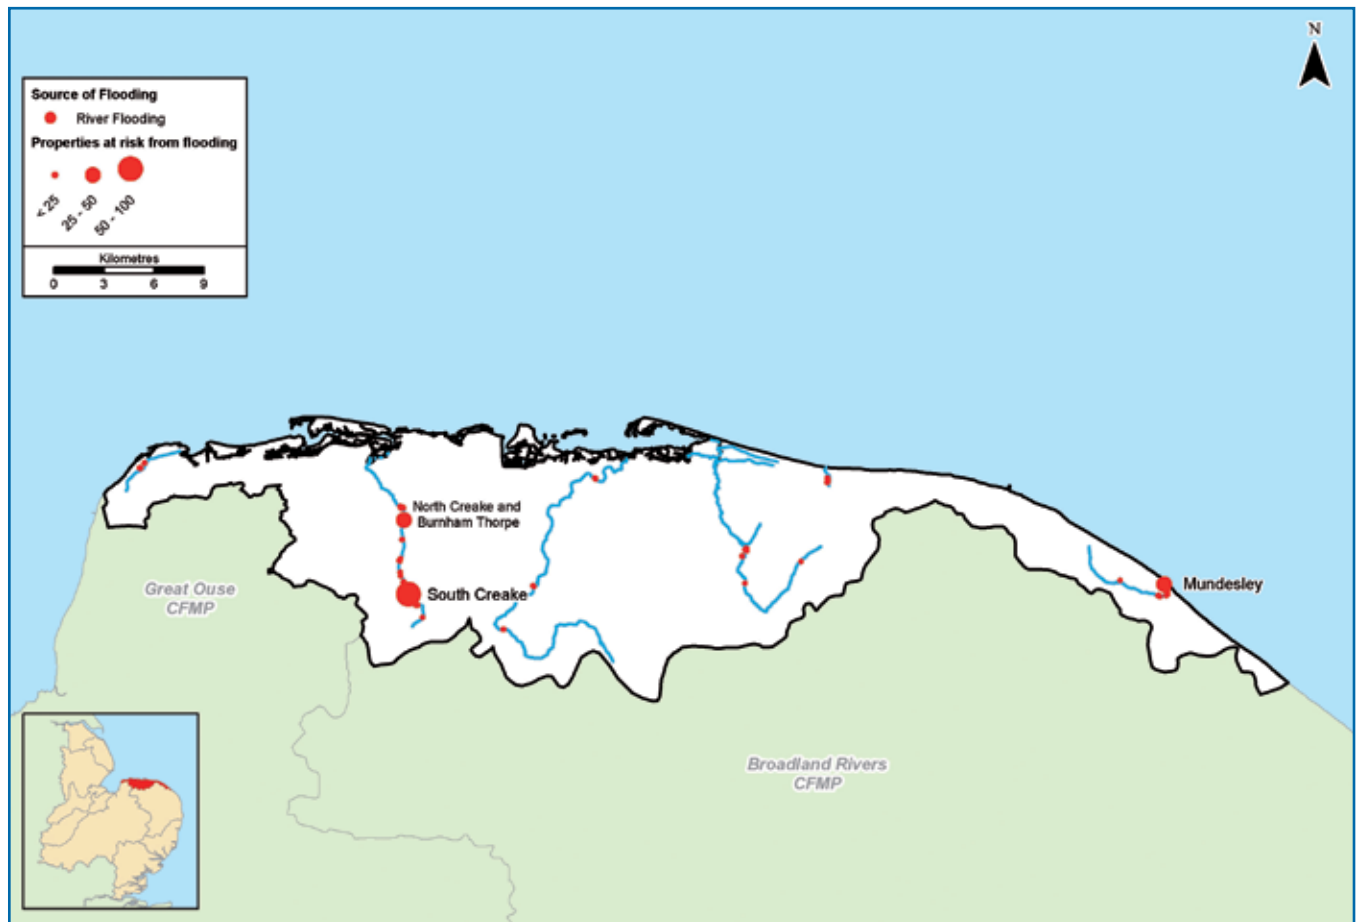 N
Source of Flooding
River Flooding
Properties at risk from flooding
< 25
25 - 50
50 - 100
Kilometres
0 3 6 9
North Creake and
Burnham Thorpe
South Creake
Mundesley
Great Ouse
CFMP
Broadland Rivers
CFMP